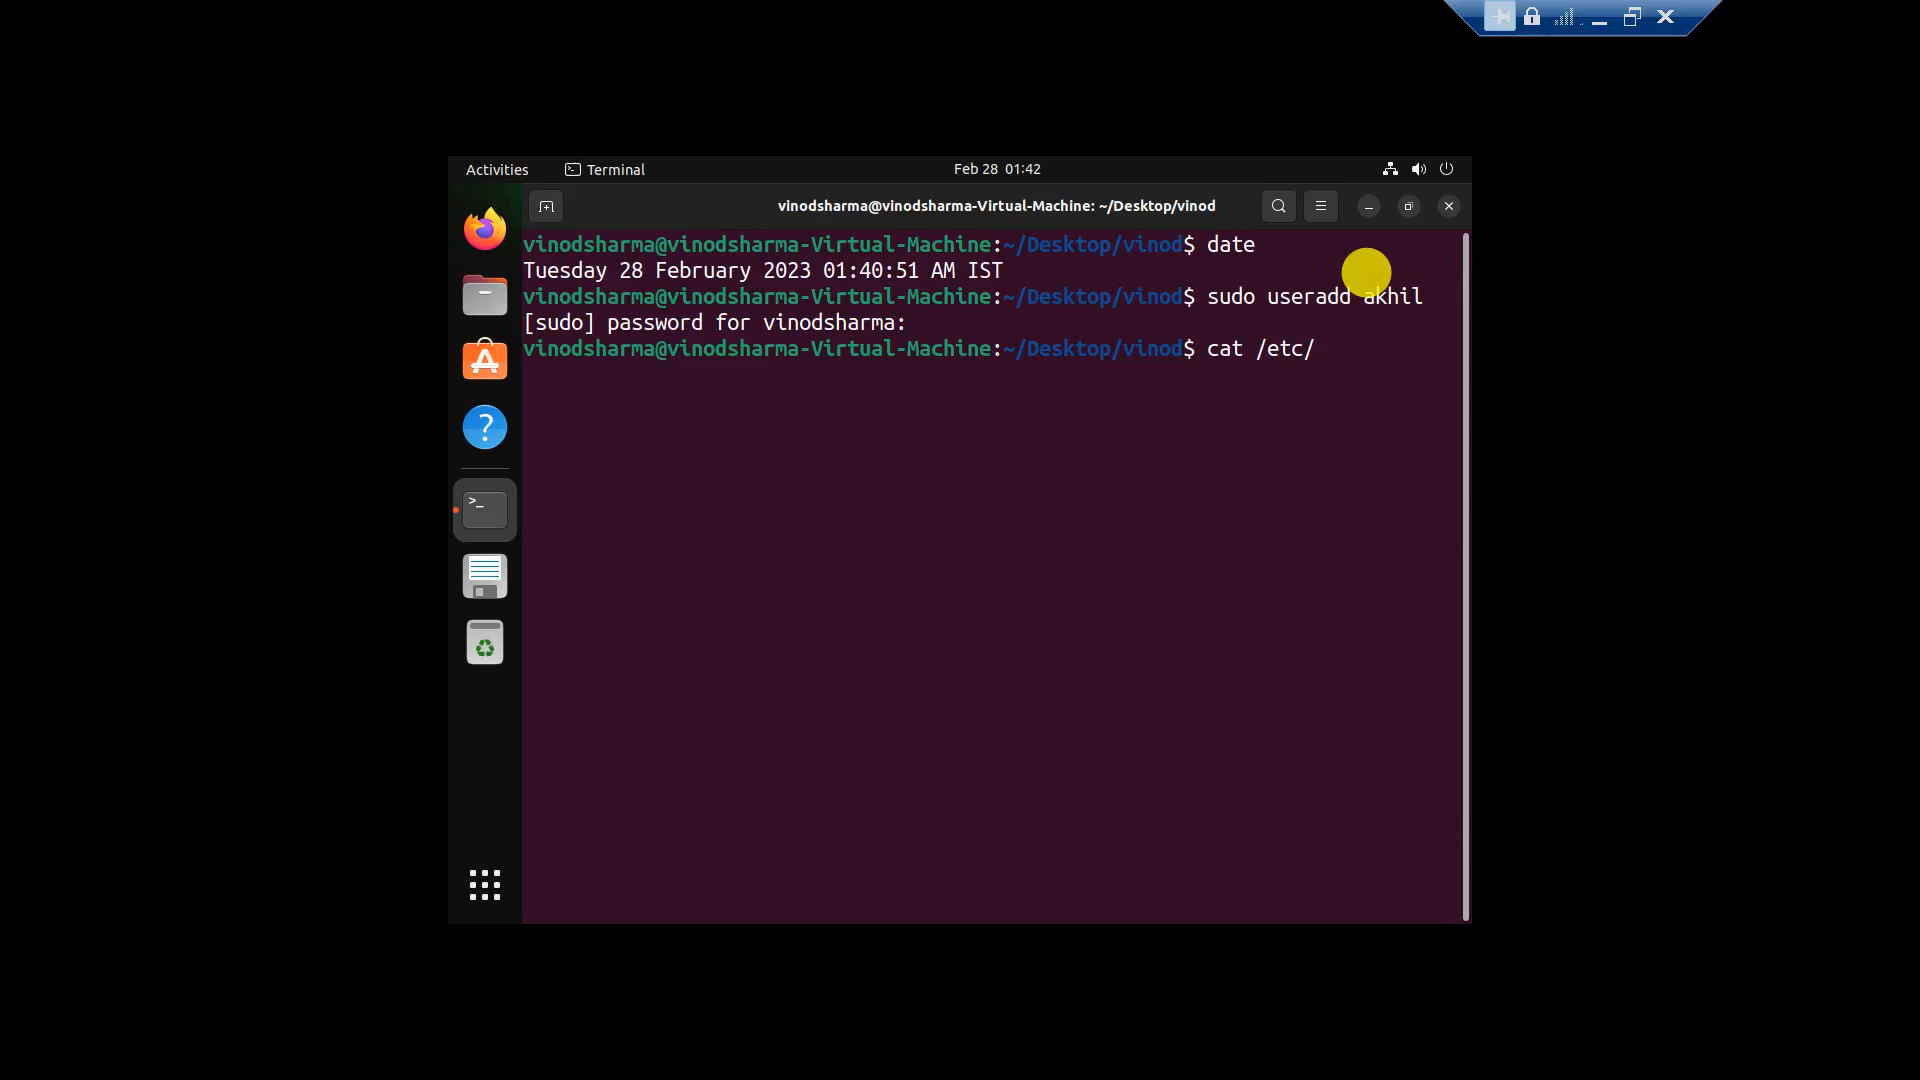 Activities Terminal Feb 28 01:42
vinodsharma@vinodsharma-Virtual-Machine: ~/Desktop/vinod
vinodsharma@vinodsharma-Virtual-Machine:~/Desktop/vinod$ date
Tuesday 28 February 2023 01:40:51 AM IST
vinodsharma@vinodsharma-Virtual-Machine:~/Desktop/vinod$ sudo useradd akhil
[sudo] password for vinodsharma:
vinodsharma@vinodsharma-Virtual-Machine:~/Desktop/vinod$ cat /etc/